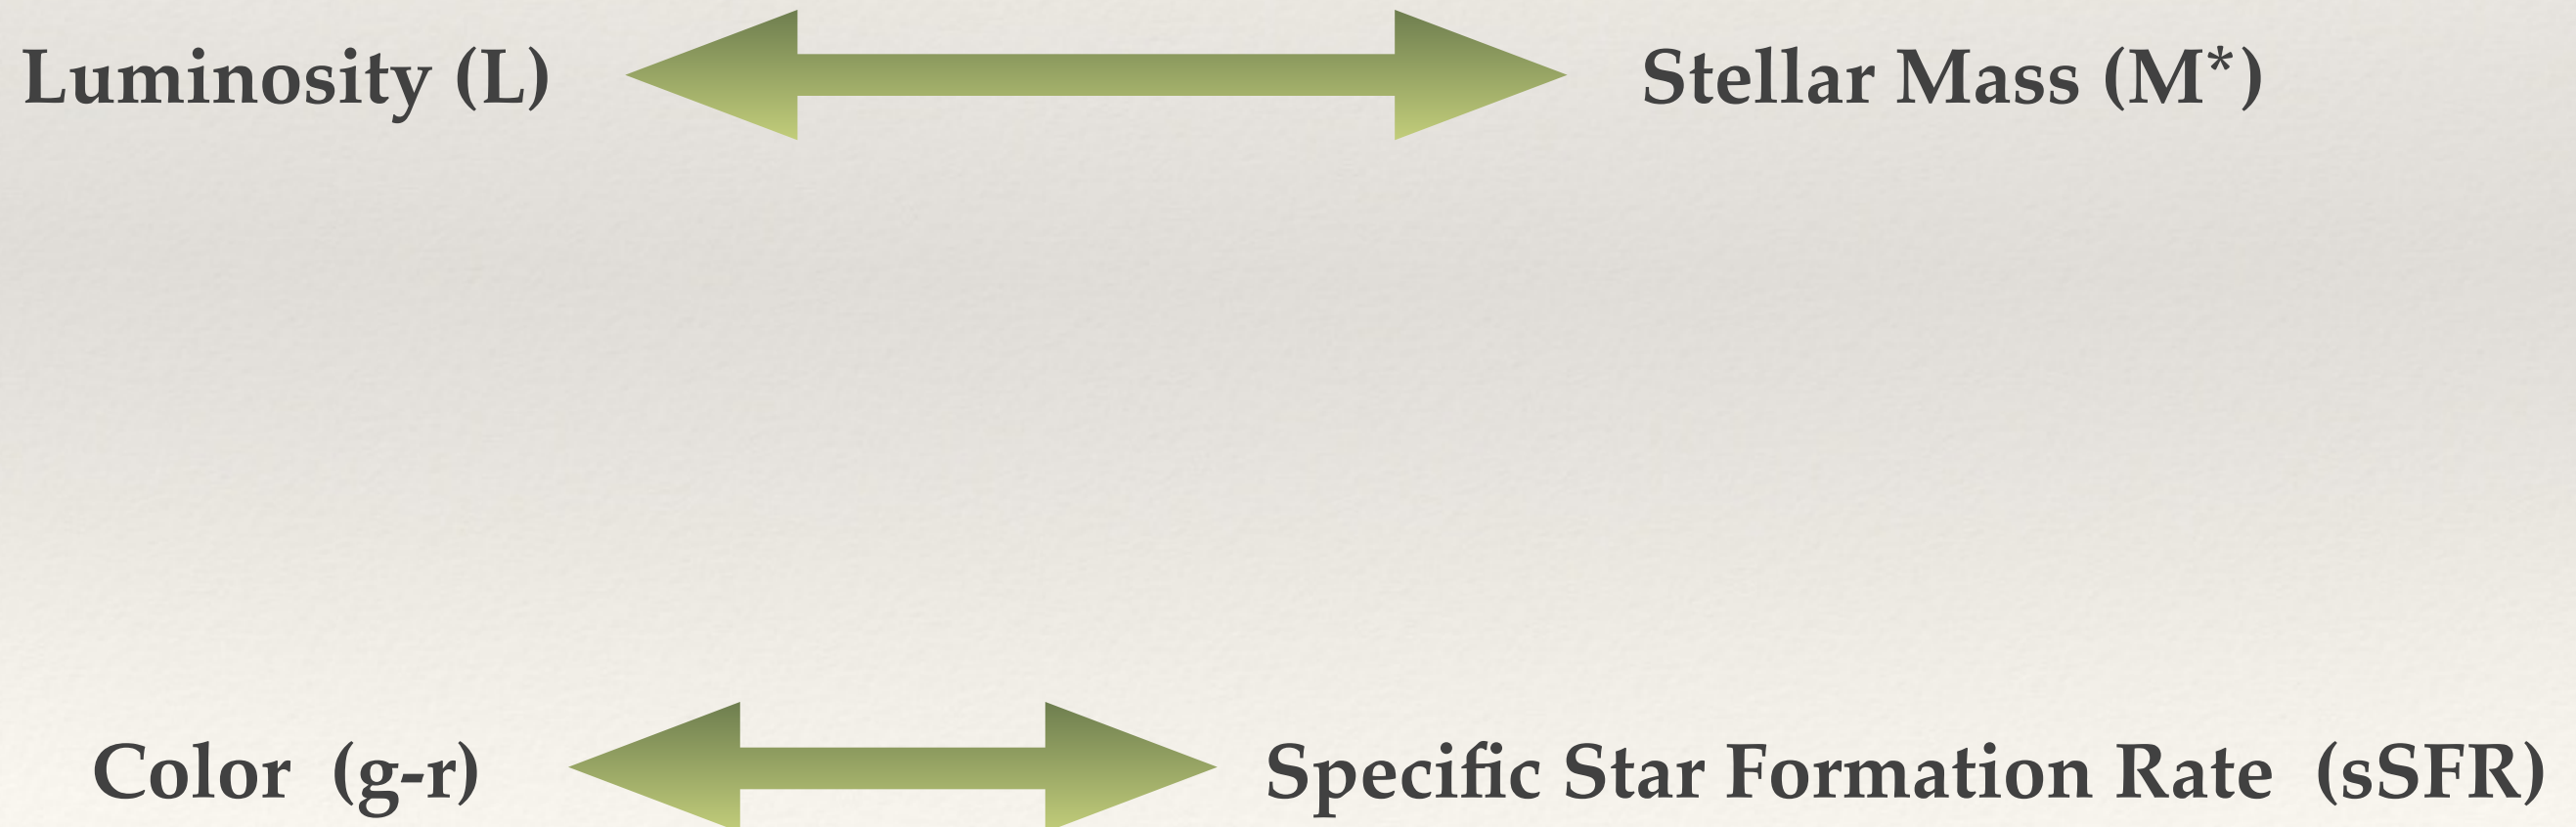 Luminosity (L) Stellar Mass (M*)
Color (g-r) Specific Star Formation Rate (sSFR)